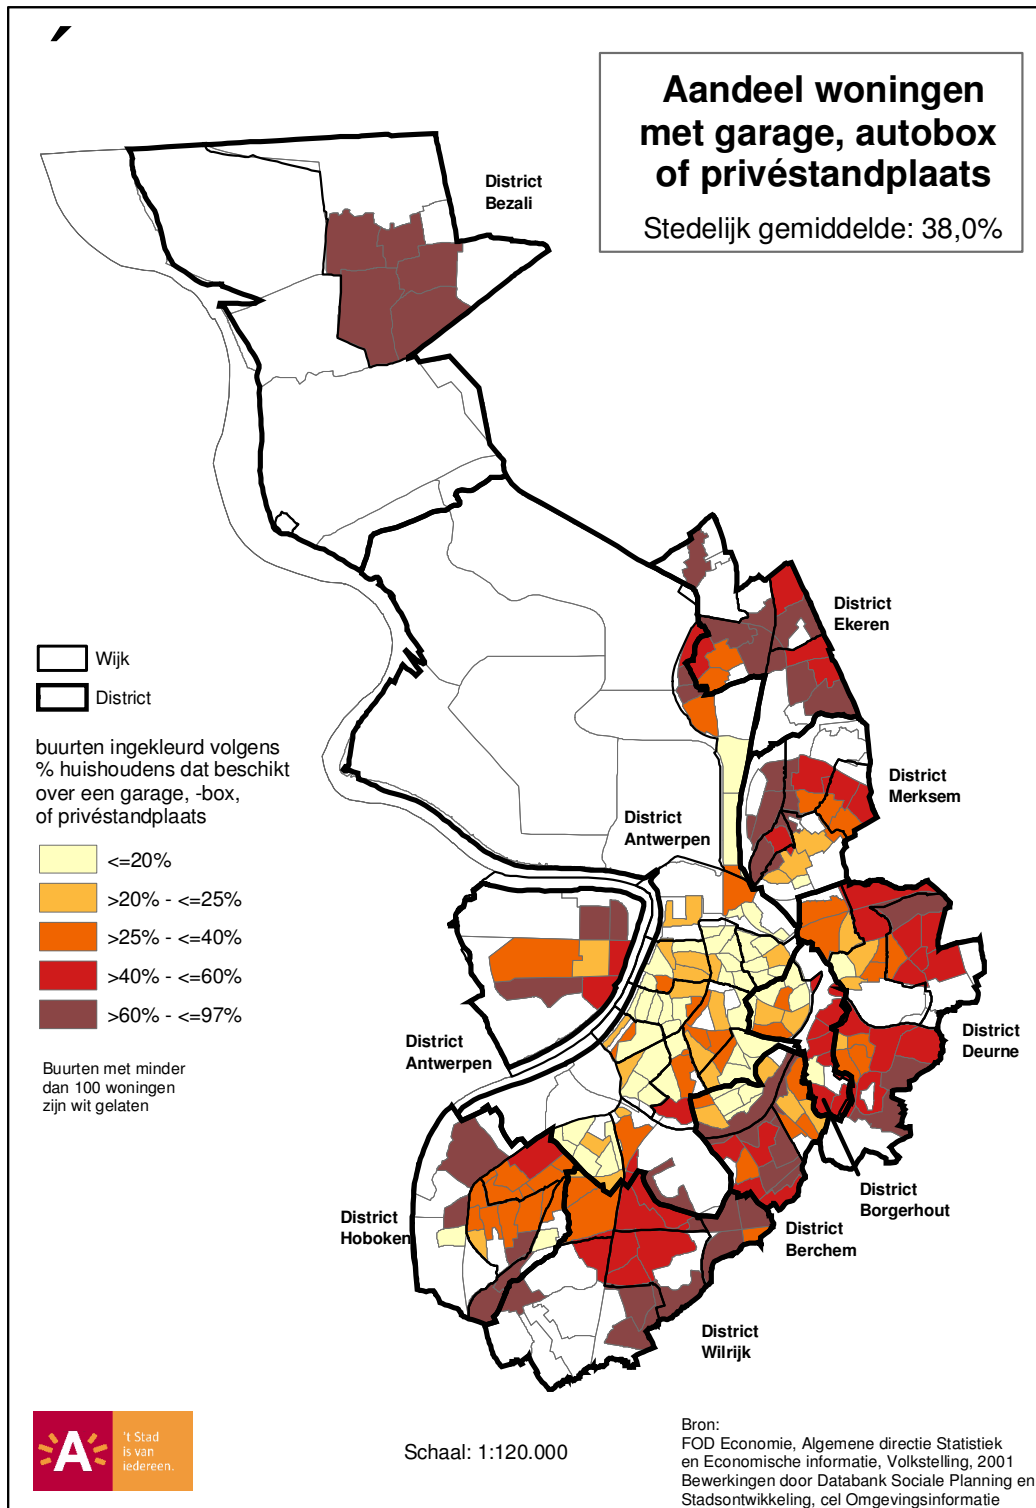 Aandeel woningen
met garage, autobox
of privéstandplaats
Stedelijk gemiddelde: 38,0%
District
Bezali
District
Ekeren
Wijk
District
buurten ingekleurd volgens
% huishoudens dat beschikt
over een garage, -box,
of privéstandplaats
District
Merksem
District
Antwerpen
<=20%
>20% - <=25%
>25% - <=40%
>40% - <=60%
>60% - <=97%
District
Antwerpen
District
Deurne
Buurten met minder
dan 100 woningen
zijn wit gelaten
District
Borgerhout
District
Hoboken
District
Berchem
District
Wilrijk
A
't Stad
is van
iedereen.
Schaal: 1:120.000
Bron:
FOD Economie, Algemene directie Statistiek
en Economische informatie, Volkstelling, 2001
Bewerkingen door Databank Sociale Planning en
Stadsontwikkeling, cel Omgevingsinformatie